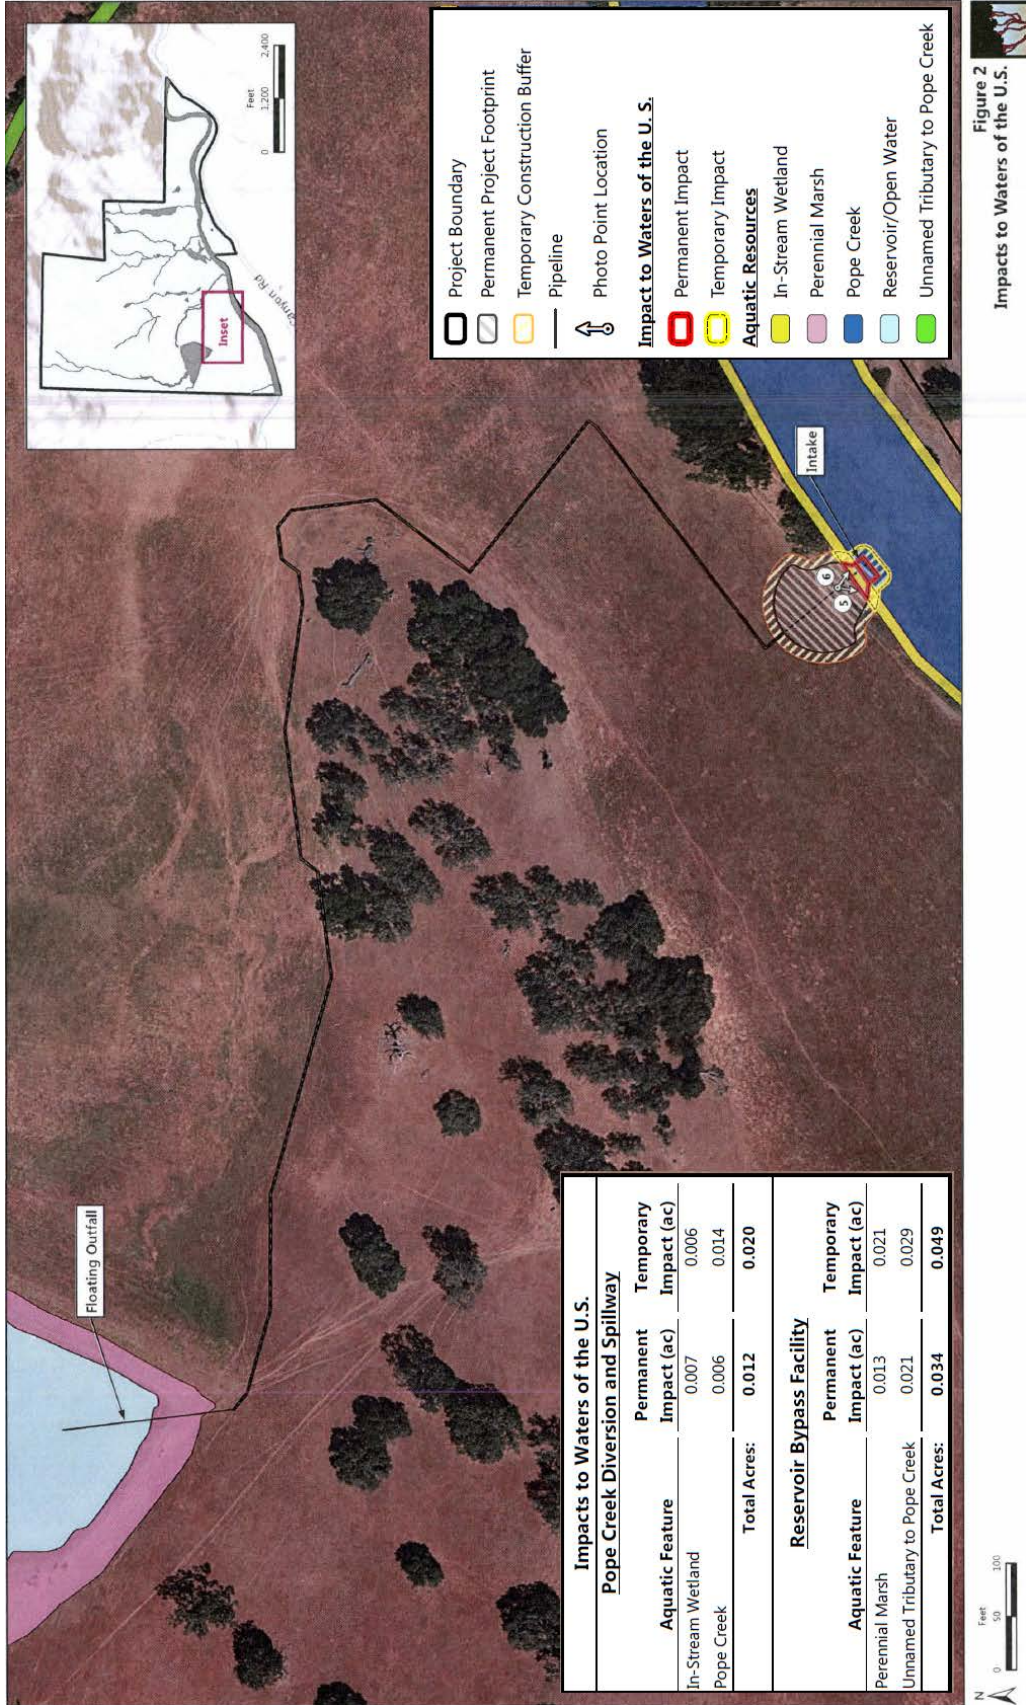 Feet
0 1,200 2,400
Inset
Canyon Rd
Project Boundary
Permanent Project Footprint
Temporary Construction Buffer
Pipeline
Photo Point Location
Impact to Waters of the U. S.
Permanent Impact
Temporary Impact
Aquatic Resources
In-Stream Wetland
Perennial Marsh
Pope Creek
Reservoir/Open Water
Unnamed Tributary to Pope Creek
Floating Outfall
Intake
5
6
Impacts to Waters of the U.S.
Pope Creek Diversion and Spillway
Permanent Temporary
Aquatic Feature Impact (ac) Impact (ac)
In-Stream Wetland 0.007 0.006
Pope Creek 0.006 0.014
Total Acres: 0.012 0.020
Reservoir Bypass Facility
Permanent Temporary
Aquatic Feature Impact (ac) Impact (ac)
Perennial Marsh 0.013 0.021
Unnamed Tributary to Pope Creek 0.021 0.029
Total Acres: 0.034 0.049
N
Feet
0 50 100
Figure 2
Impacts to Waters of the U.S.